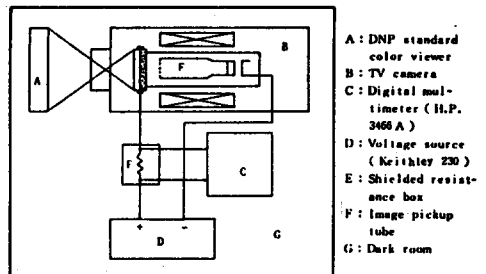 A
F
B
F
C
+ -
D
G
A : DNP standard
color viewer
B : TV camera
C : Digital mul-
timeter ( H.P.
3466 A )
D : Voltage source
( Keithley 230 )
E : Shielded resist-
ance box
F : Image pickup
tube
G : Dark room